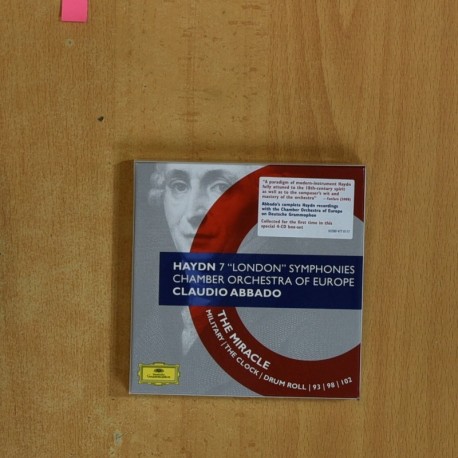 "A paradigm of modern-instrument Haydn
fully attuned to the 18th-century spirit
as well as to the composer's wit and
mastery of the orchestra"
Abbado's complete Haydn recordings
with the Chamber Orchestra of Europe
on Deutsche Grammophon
Collected for the first time in this
special 4-CD box-set
HAYDN 7 "LONDON" SYMPHONIES
CHAMBER ORCHESTRA OF EUROPE
CLAUDIO ABBADO
THE MIRACLE
MILITARY | THE CLOCK / DRUM ROLL | 93 | 98 | 102
Deutsche
Grammophon